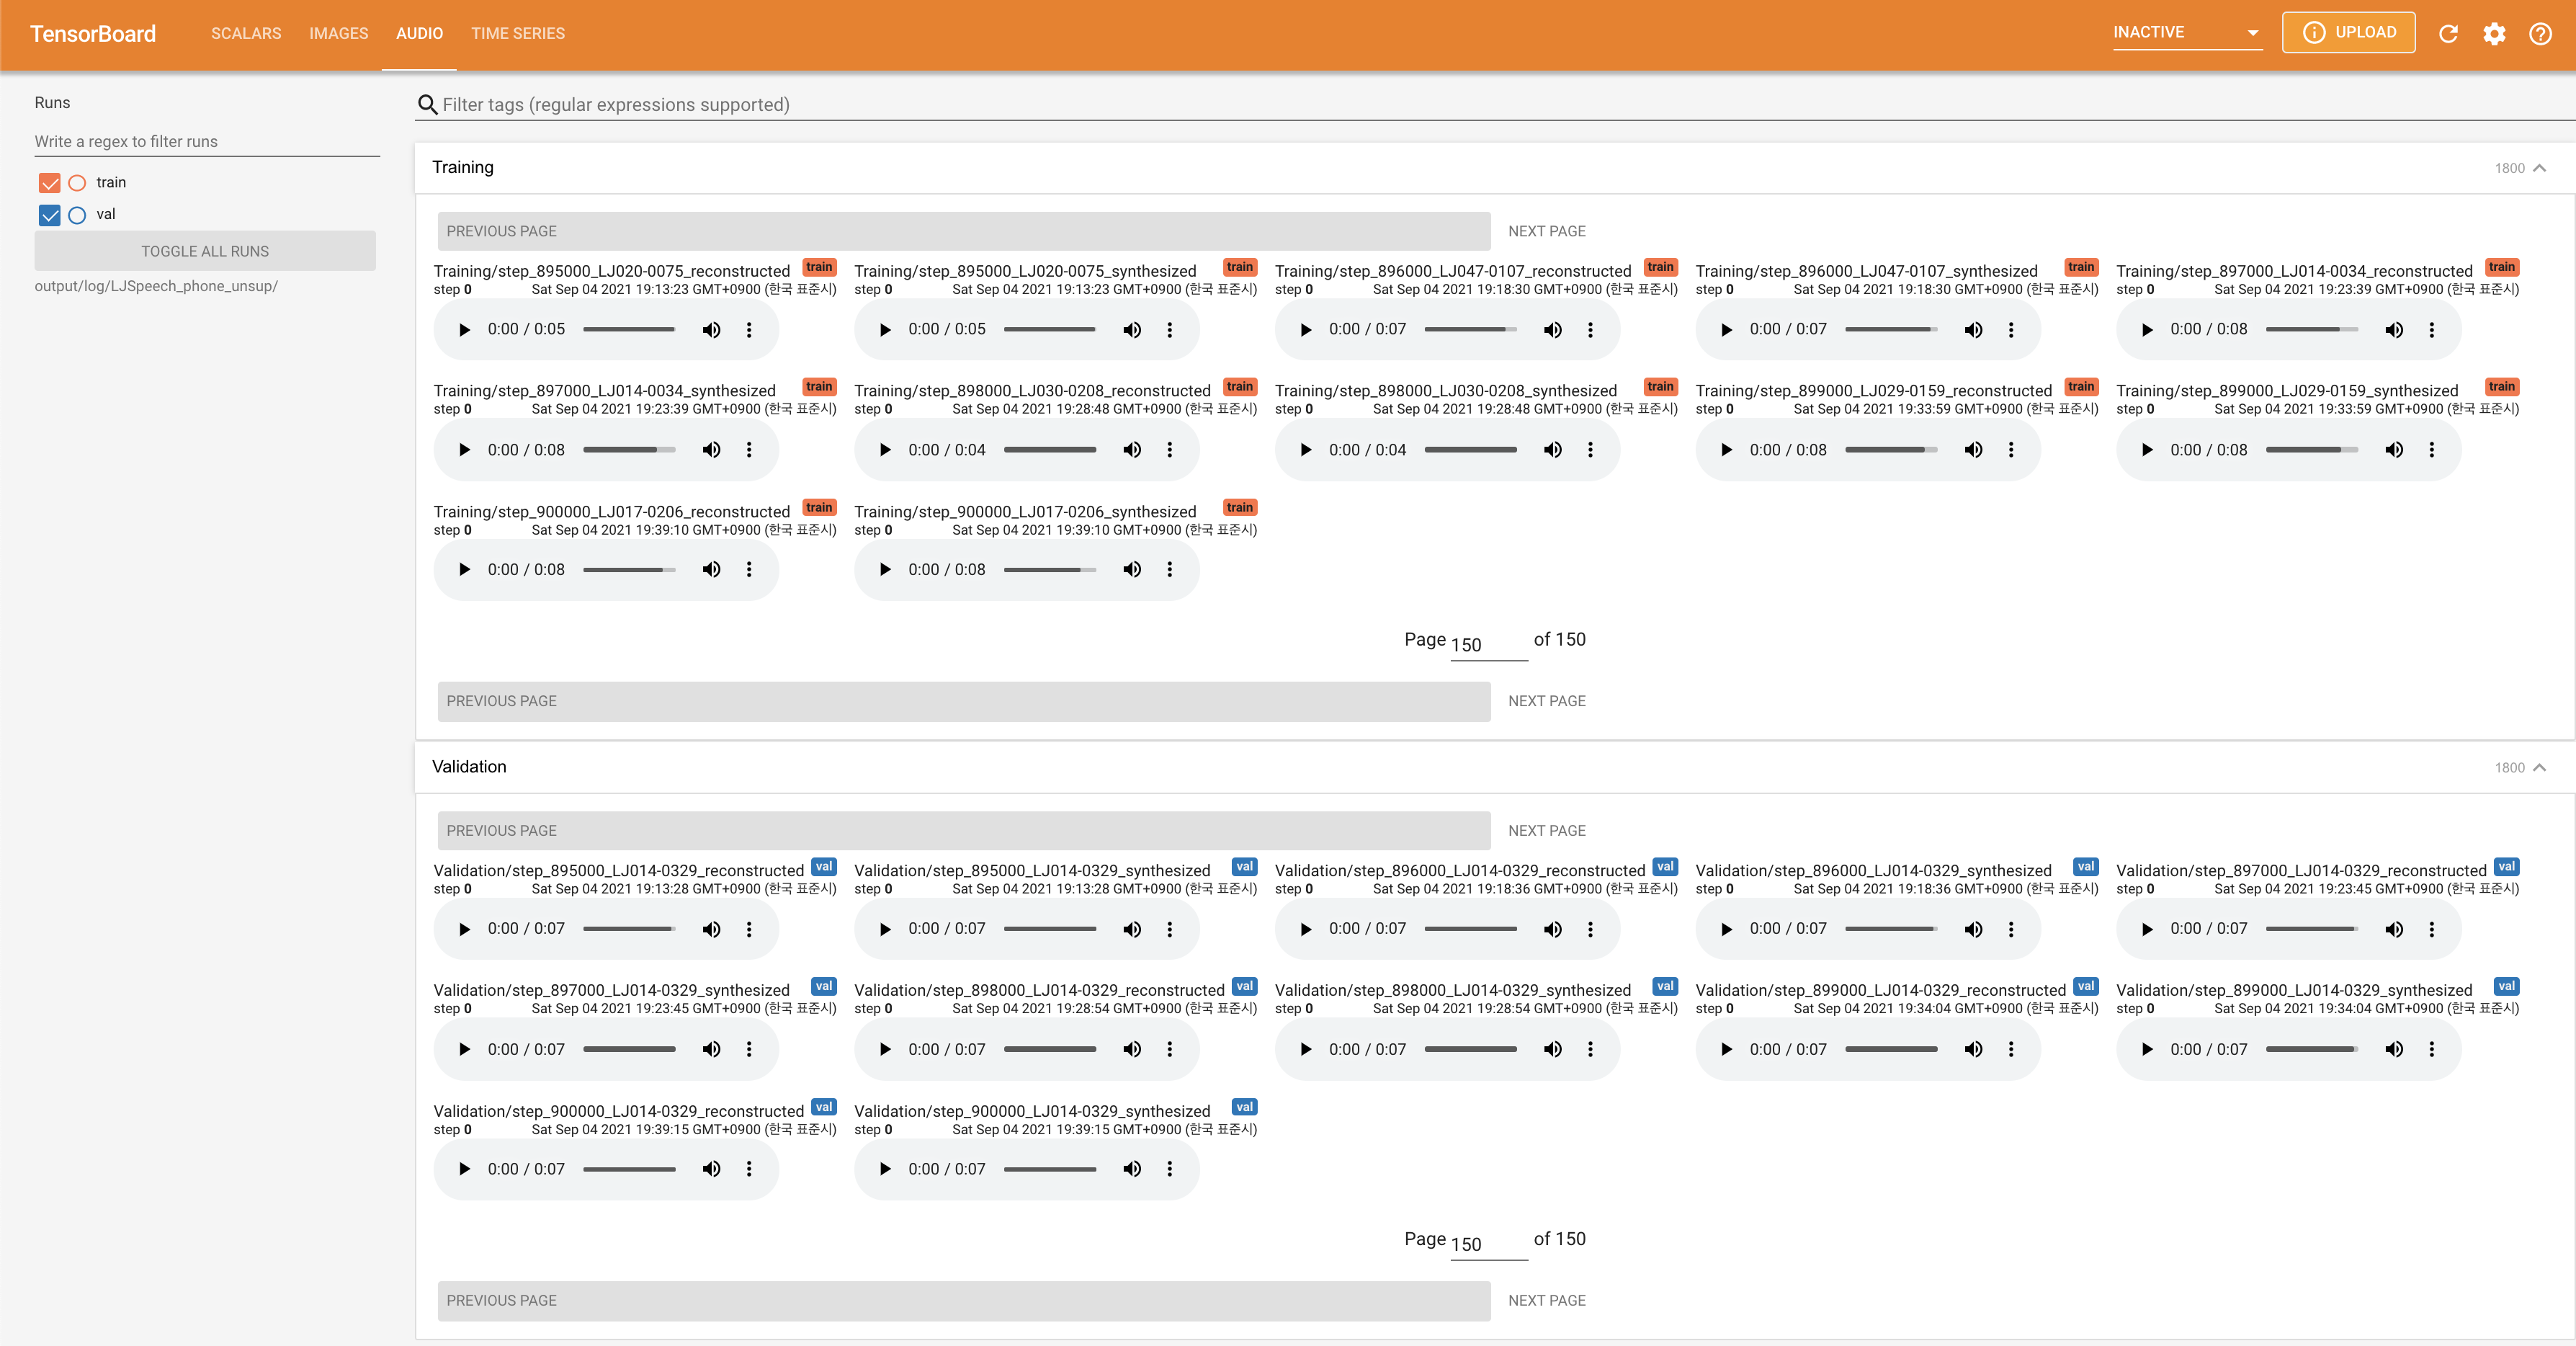 TensorBoard SCALARS IMAGES AUDIO TIME SERIES INACTIVE UPLOAD
Runs
Write a regex to filter runs
train
val
TOGGLE ALL RUNS
output/log/LJSpeech_phone_unsup/
Filter tags (regular expressions supported)
Training 1800
PREVIOUS PAGE NEXT PAGE
Training/step_895000_LJ020-0075_reconstructed train Training/step_895000_LJ020-0075_synthesized train Training/step_896000_LJ047-0107_reconstructed train Training/step_896000_LJ047-0107_synthesized train Training/step_897000_LJ014-0034_reconstructed train
step 0 Sat Sep 04 2021 19:13:23 GMT+0900 (한국 표준시) step 0 Sat Sep 04 2021 19:13:23 GMT+0900 (한국 표준시) step 0 Sat Sep 04 2021 19:18:30 GMT+0900 (한국 표준시) step 0 Sat Sep 04 2021 19:18:30 GMT+0900 (한국 표준시) step 0 Sat Sep 04 2021 19:23:39 GMT+0900 (한국 표준시)
0:00 / 0:05 0:00 / 0:05 0:00 / 0:07 0:00 / 0:07 0:00 / 0:08
Training/step_897000_LJ014-0034_synthesized train Training/step_898000_LJ030-0208_reconstructed train Training/step_898000_LJ030-0208_synthesized train Training/step_899000_LJ029-0159_reconstructed train Training/step_899000_LJ029-0159_synthesized train
step 0 Sat Sep 04 2021 19:23:39 GMT+0900 (한국 표준시) step 0 Sat Sep 04 2021 19:28:48 GMT+0900 (한국 표준시) step 0 Sat Sep 04 2021 19:28:48 GMT+0900 (한국 표준시) step 0 Sat Sep 04 2021 19:33:59 GMT+0900 (한국 표준시) step 0 Sat Sep 04 2021 19:33:59 GMT+0900 (한국 표준시)
0:00 / 0:08 0:00 / 0:04 0:00 / 0:04 0:00 / 0:08 0:00 / 0:08
Training/step_900000_LJ017-0206_reconstructed train Training/step_900000_LJ017-0206_synthesized train
step 0 Sat Sep 04 2021 19:39:10 GMT+0900 (한국 표준시) step 0 Sat Sep 04 2021 19:39:10 GMT+0900 (한국 표준시)
0:00 / 0:08 0:00 / 0:08
Page 150 of 150
PREVIOUS PAGE NEXT PAGE
Validation 1800
PREVIOUS PAGE NEXT PAGE
Validation/step_895000_LJ014-0329_reconstructed val Validation/step_895000_LJ014-0329_synthesized val Validation/step_896000_LJ014-0329_reconstructed val Validation/step_896000_LJ014-0329_synthesized val Validation/step_897000_LJ014-0329_reconstructed val
step 0 Sat Sep 04 2021 19:13:28 GMT+0900 (한국 표준시) step 0 Sat Sep 04 2021 19:13:28 GMT+0900 (한국 표준시) step 0 Sat Sep 04 2021 19:18:36 GMT+0900 (한국 표준시) step 0 Sat Sep 04 2021 19:18:36 GMT+0900 (한국 표준시) step 0 Sat Sep 04 2021 19:23:45 GMT+0900 (한국 표준시)
0:00 / 0:07 0:00 / 0:07 0:00 / 0:07 0:00 / 0:07 0:00 / 0:07
Validation/step_897000_LJ014-0329_synthesized val Validation/step_898000_LJ014-0329_reconstructed val Validation/step_898000_LJ014-0329_synthesized val Validation/step_899000_LJ014-0329_reconstructed val Validation/step_899000_LJ014-0329_synthesized val
step 0 Sat Sep 04 2021 19:23:45 GMT+0900 (한국 표준시) step 0 Sat Sep 04 2021 19:28:54 GMT+0900 (한국 표준시) step 0 Sat Sep 04 2021 19:28:54 GMT+0900 (한국 표준시) step 0 Sat Sep 04 2021 19:34:04 GMT+0900 (한국 표준시) step 0 Sat Sep 04 2021 19:34:04 GMT+0900 (한국 표준시)
0:00 / 0:07 0:00 / 0:07 0:00 / 0:07 0:00 / 0:07 0:00 / 0:07
Validation/step_900000_LJ014-0329_reconstructed val Validation/step_900000_LJ014-0329_synthesized val
step 0 Sat Sep 04 2021 19:39:15 GMT+0900 (한국 표준시) step 0 Sat Sep 04 2021 19:39:15 GMT+0900 (한국 표준시)
0:00 / 0:07 0:00 / 0:07
Page 150 of 150
PREVIOUS PAGE NEXT PAGE